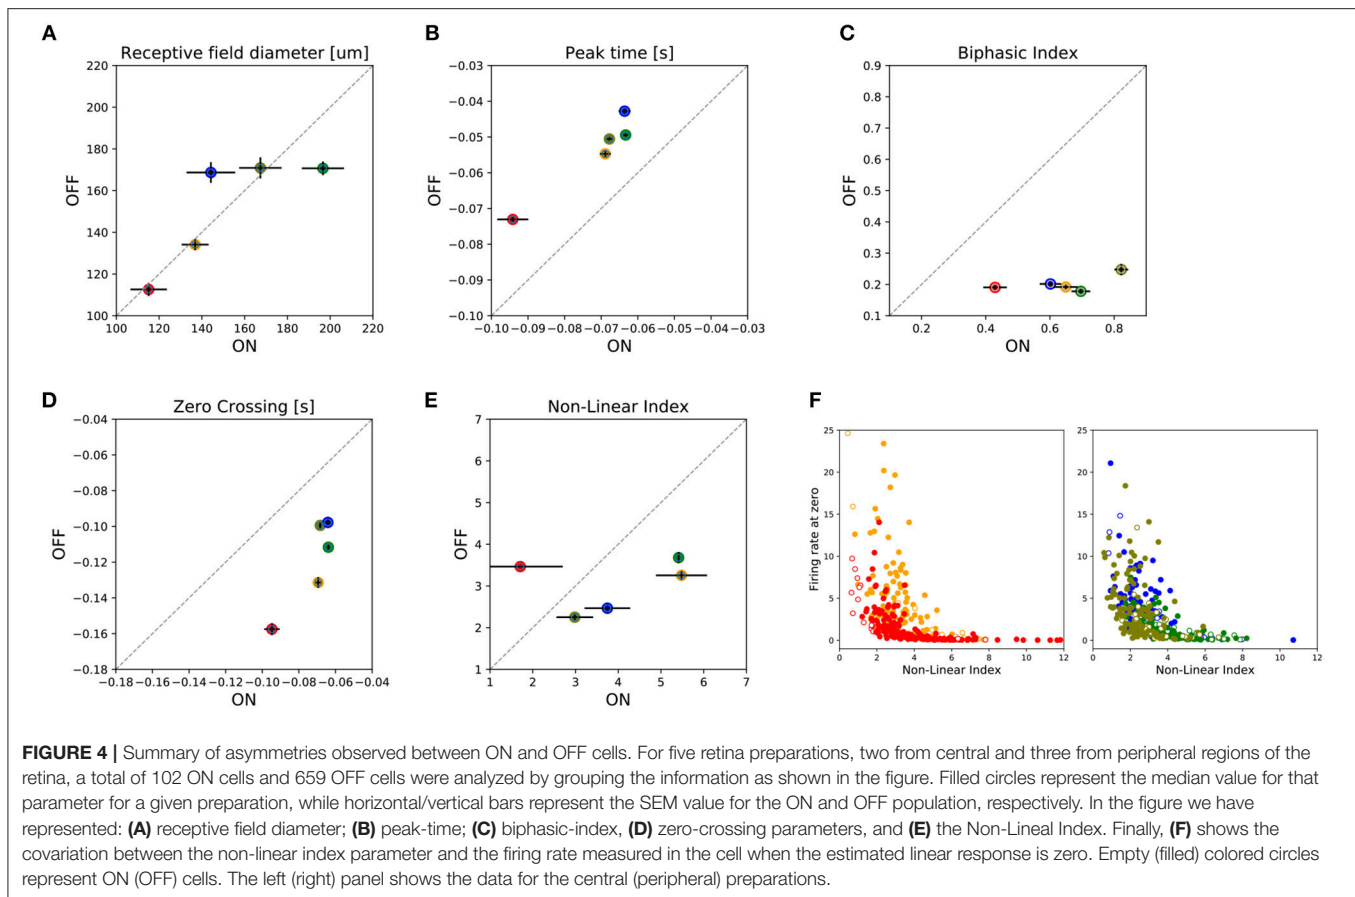 A
Receptive field diameter [um]
220
200
180
160
140
120
100
OFF
100 120 140 160 180 200 220
ON
B
Peak time [s]
−0.03
−0.04
−0.05
−0.06
−0.07
−0.08
−0.09
−0.10
OFF
−0.10 −0.09 −0.08 −0.07 −0.06 −0.05 −0.04 −0.03
ON
C
Biphasic Index
0.9
0.8
0.7
0.6
0.5
0.4
0.3
0.2
0.1
OFF
0.2 0.4 0.6 0.8
ON
D
Zero Crossing [s]
−0.04
−0.06
−0.08
−0.10
−0.12
−0.14
−0.16
−0.18
OFF
−0.18 −0.16 −0.14 −0.12 −0.10 −0.08 −0.06 −0.04
ON
E
Non-Linear Index
7
6
5
4
3
2
1
OFF
1 2 3 4 5 6 7
ON
F
25
20
15
10
5
0
Firing rate at zero
0 2 4 6 8 10 12
Non-Linear Index
25
20
15
10
5
0
0 2 4 6 8 10 12
Non-Linear Index
FIGURE 4 | Summary of asymmetries observed between ON and OFF cells. For five retina preparations, two from central and three from peripheral regions of the
retina, a total of 102 ON cells and 659 OFF cells were analyzed by grouping the information as shown in the figure. Filled circles represent the median value for that
parameter for a given preparation, while horizontal/vertical bars represent the SEM value for the ON and OFF population, respectively. In the figure we have
represented: (A) receptive field diameter; (B) peak-time; (C) biphasic-index, (D) zero-crossing parameters, and (E) the Non-Lineal Index. Finally, (F) shows the
covariation between the non-linear index parameter and the firing rate measured in the cell when the estimated linear response is zero. Empty (filled) colored circles
represent ON (OFF) cells. The left (right) panel shows the data for the central (peripheral) preparations.